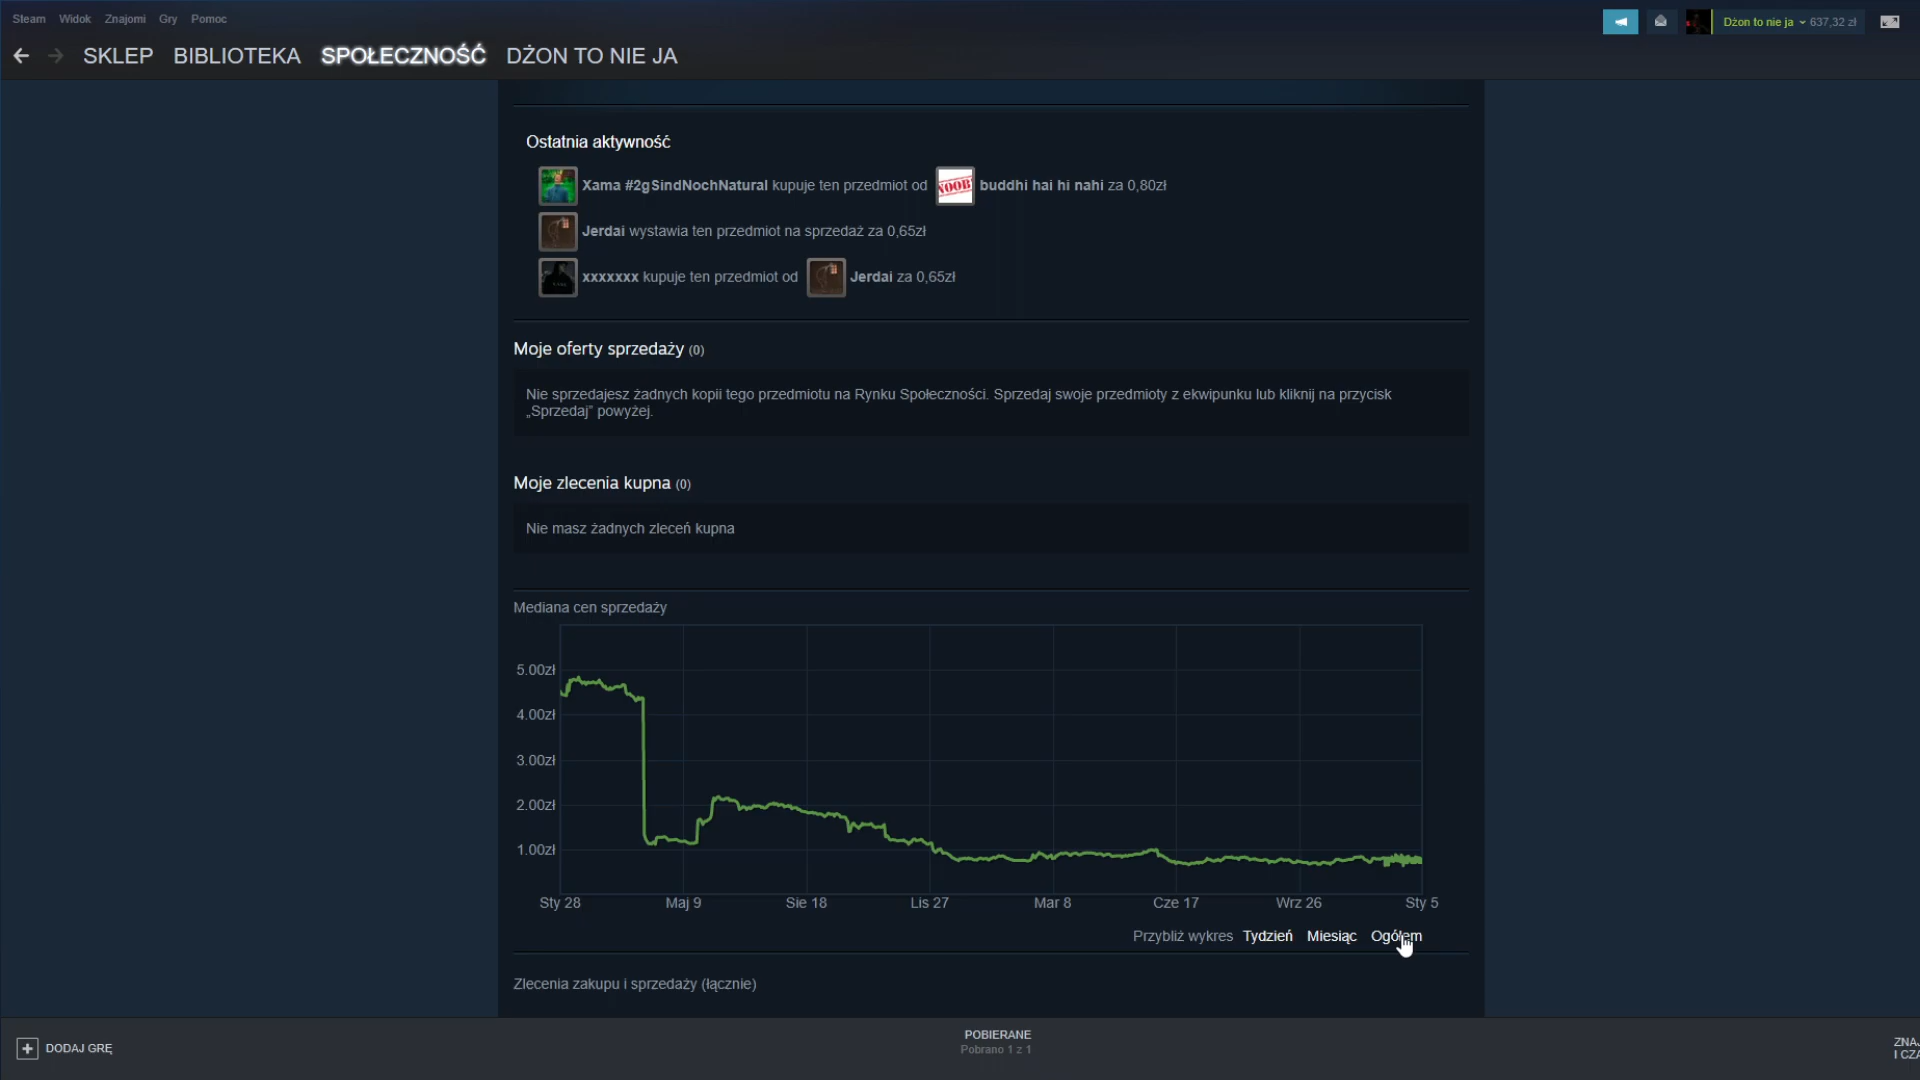 Steam Widok Znajomi Gry Pomoc
Dżon to nie ja 637,32 zł
SKLEP BIBLIOTEKA SPOŁECZNOŚĆ DŻON TO NIE JA
Ostatnia aktywność
Xama #2gSindNochNatural kupuje ten przedmiot od NOOB buddhi hai hi nahi za 0,80zł
Jerdai wystawia ten przedmiot na sprzedaż za 0,65zł
xxxxxxx kupuje ten przedmiot od Jerdai za 0,65zł
Moje oferty sprzedaży (0)
Nie sprzedajesz żadnych kopii tego przedmiotu na Rynku Społeczności. Sprzedaj swoje przedmioty z ekwipunku lub kliknij na przycisk
„Sprzedaj” powyżej.
Moje zlecenia kupna (0)
Nie masz żadnych zleceń kupna
Mediana cen sprzedaży
5.00zł
4.00zł
3.00zł
2.00zł
1.00zł
Sty 28 Maj 9 Sie 18 Lis 27 Mar 8 Cze 17 Wrz 26 Sty 5
Przybliż wykres Tydzień Miesiąc Ogółem
Zlecenia zakupu i sprzedaży (łącznie)
POBIERANE
Pobrano 1 z 1
DODAJ GRĘ
ZNAJ
I CZA